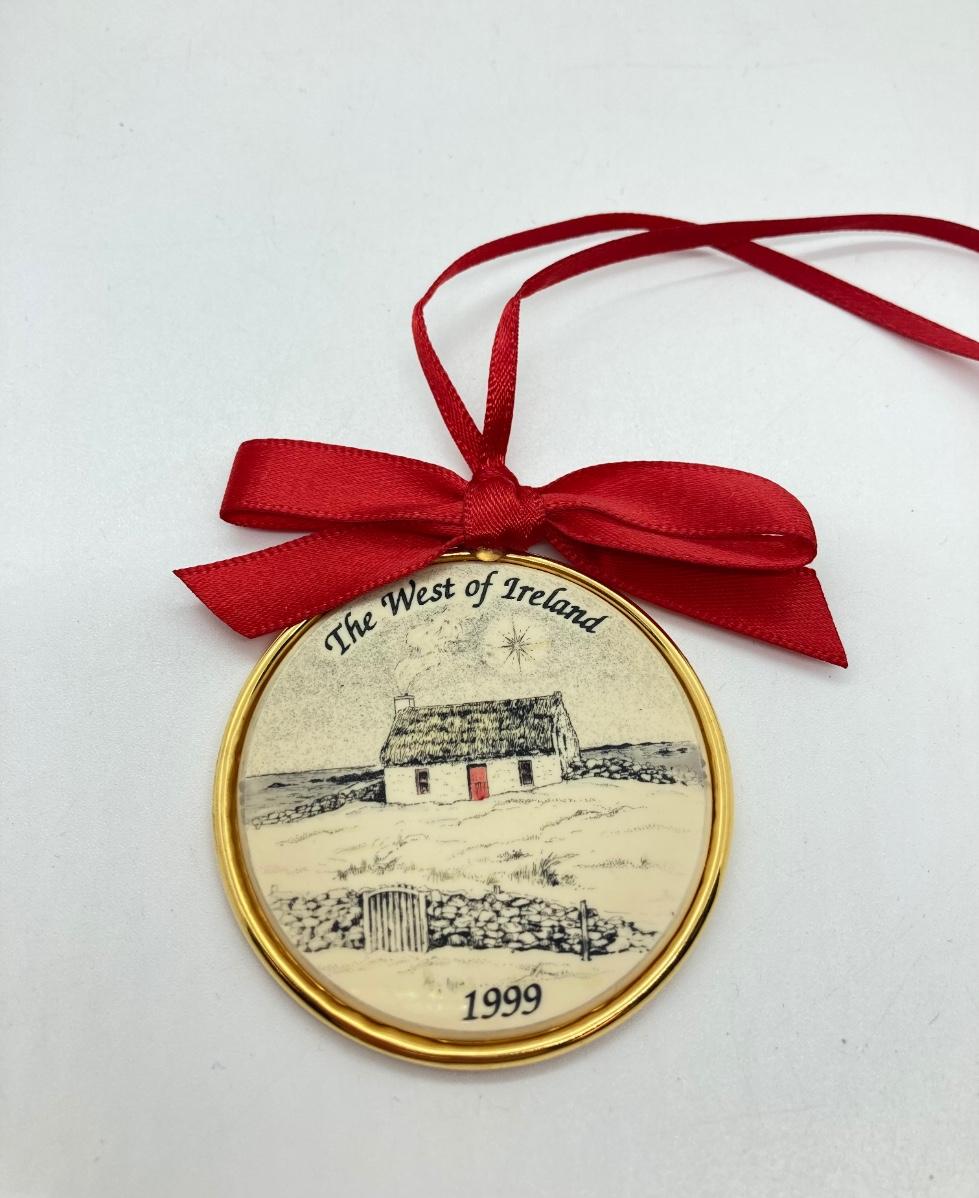 The West of Ireland
1999